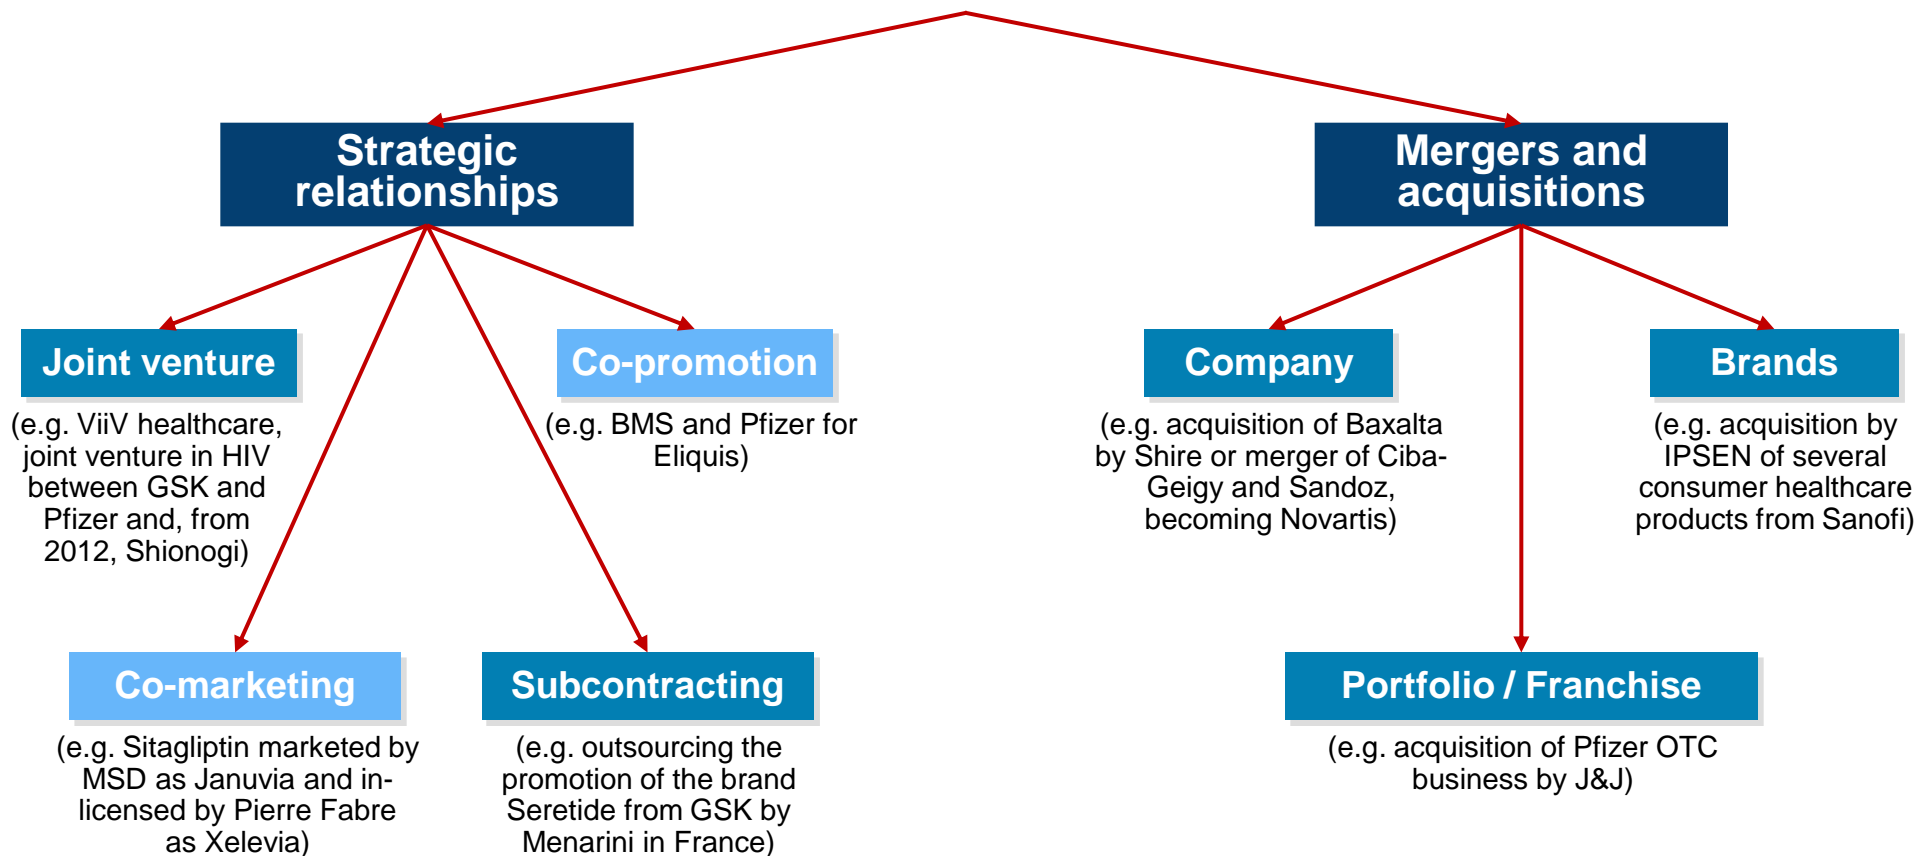 Strategic
relationships
Mergers and
acquisitions
Joint venture
(e.g. ViiV healthcare,
joint venture in HIV
between GSK and
Pfizer and, from
2012, Shionogi)
Co-promotion
(e.g. BMS and Pfizer for
Eliquis)
Company
(e.g. acquisition of Baxalta
by Shire or merger of Ciba-
Geigy and Sandoz,
becoming Novartis)
Brands
(e.g. acquisition by
IPSEN of several
consumer healthcare
products from Sanofi)
Co-marketing
(e.g. Sitagliptin marketed by
MSD as Januvia and in-
licensed by Pierre Fabre
as Xelevia)
Subcontracting
(e.g. outsourcing the
promotion of the brand
Seretide from GSK by
Menarini in France)
Portfolio / Franchise
(e.g. acquisition of Pfizer OTC
business by J&J)